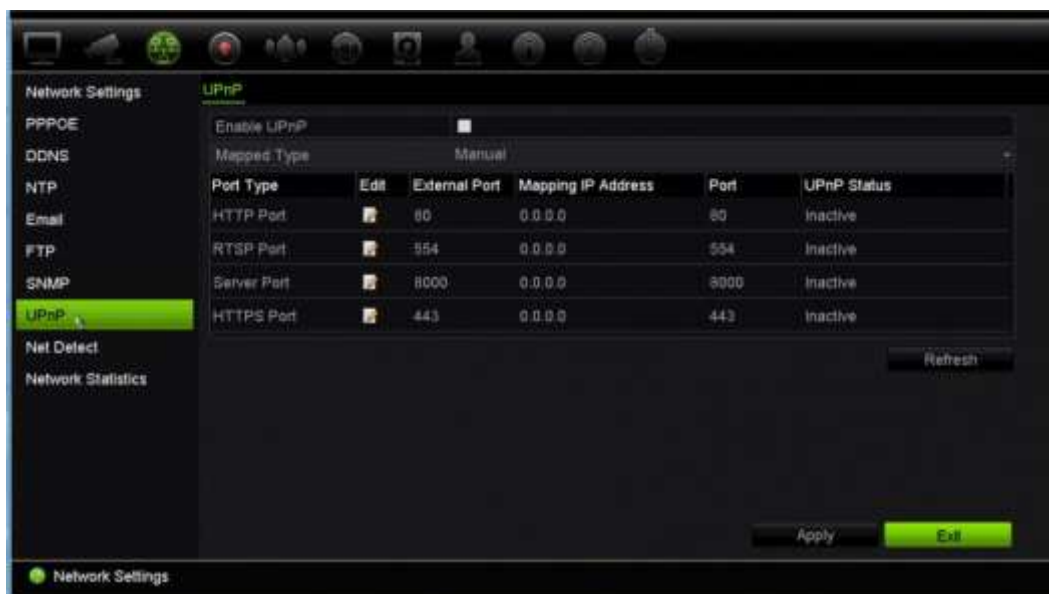 Network Settings
UPnP
PPPOE
Enable UPnP
DDNS
Mapped Type Manual
NTP
Port Type Edit External Port Mapping IP Address Port UPnP Status
Email
HTTP Port 80 0.0.0.0 80 Inactive
FTP
RTSP Port 554 0.0.0.0 554 Inactive
SNMP
Server Port 8000 0.0.0.0 8000 Inactive
UPnP
HTTPS Port 443 0.0.0.0 443 Inactive
Net Detect
Refresh
Network Statistics
Apply Exit
Network Settings